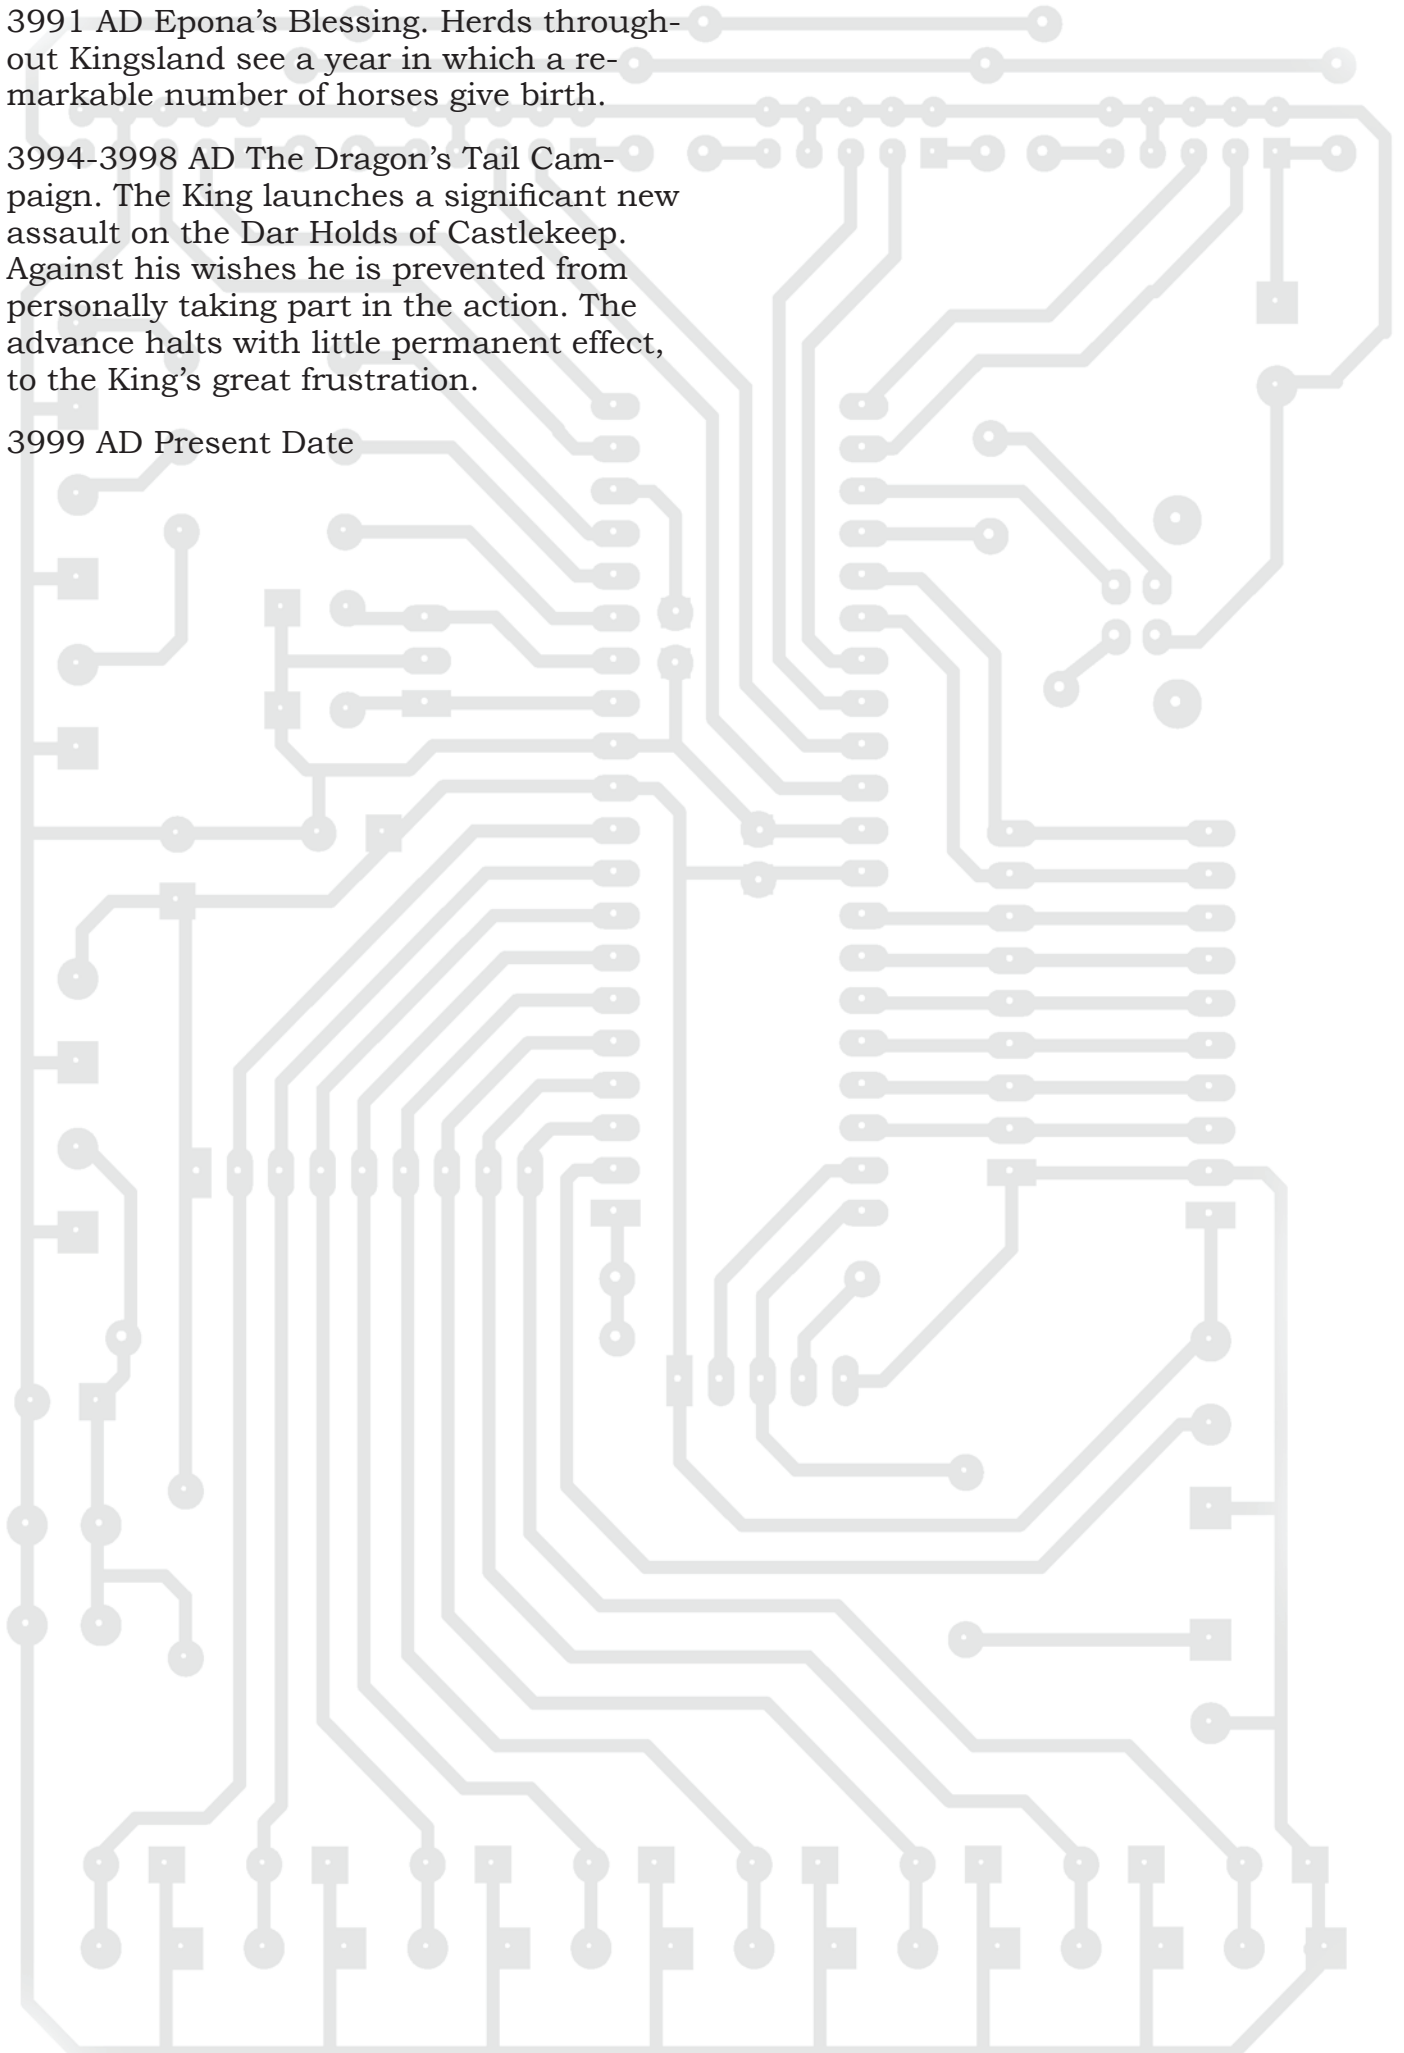 3991 AD Epona’s Blessing. Herds through-
out Kingsland see a year in which a re-
markable number of horses give birth.
3994-3998 AD The Dragon’s Tail Cam-
paign. The King launches a significant new
assault on the Dar Holds of Castlekeep.
Against his wishes he is prevented from
personally taking part in the action. The
advance halts with little permanent effect,
to the King’s great frustration.
3999 AD Present Date